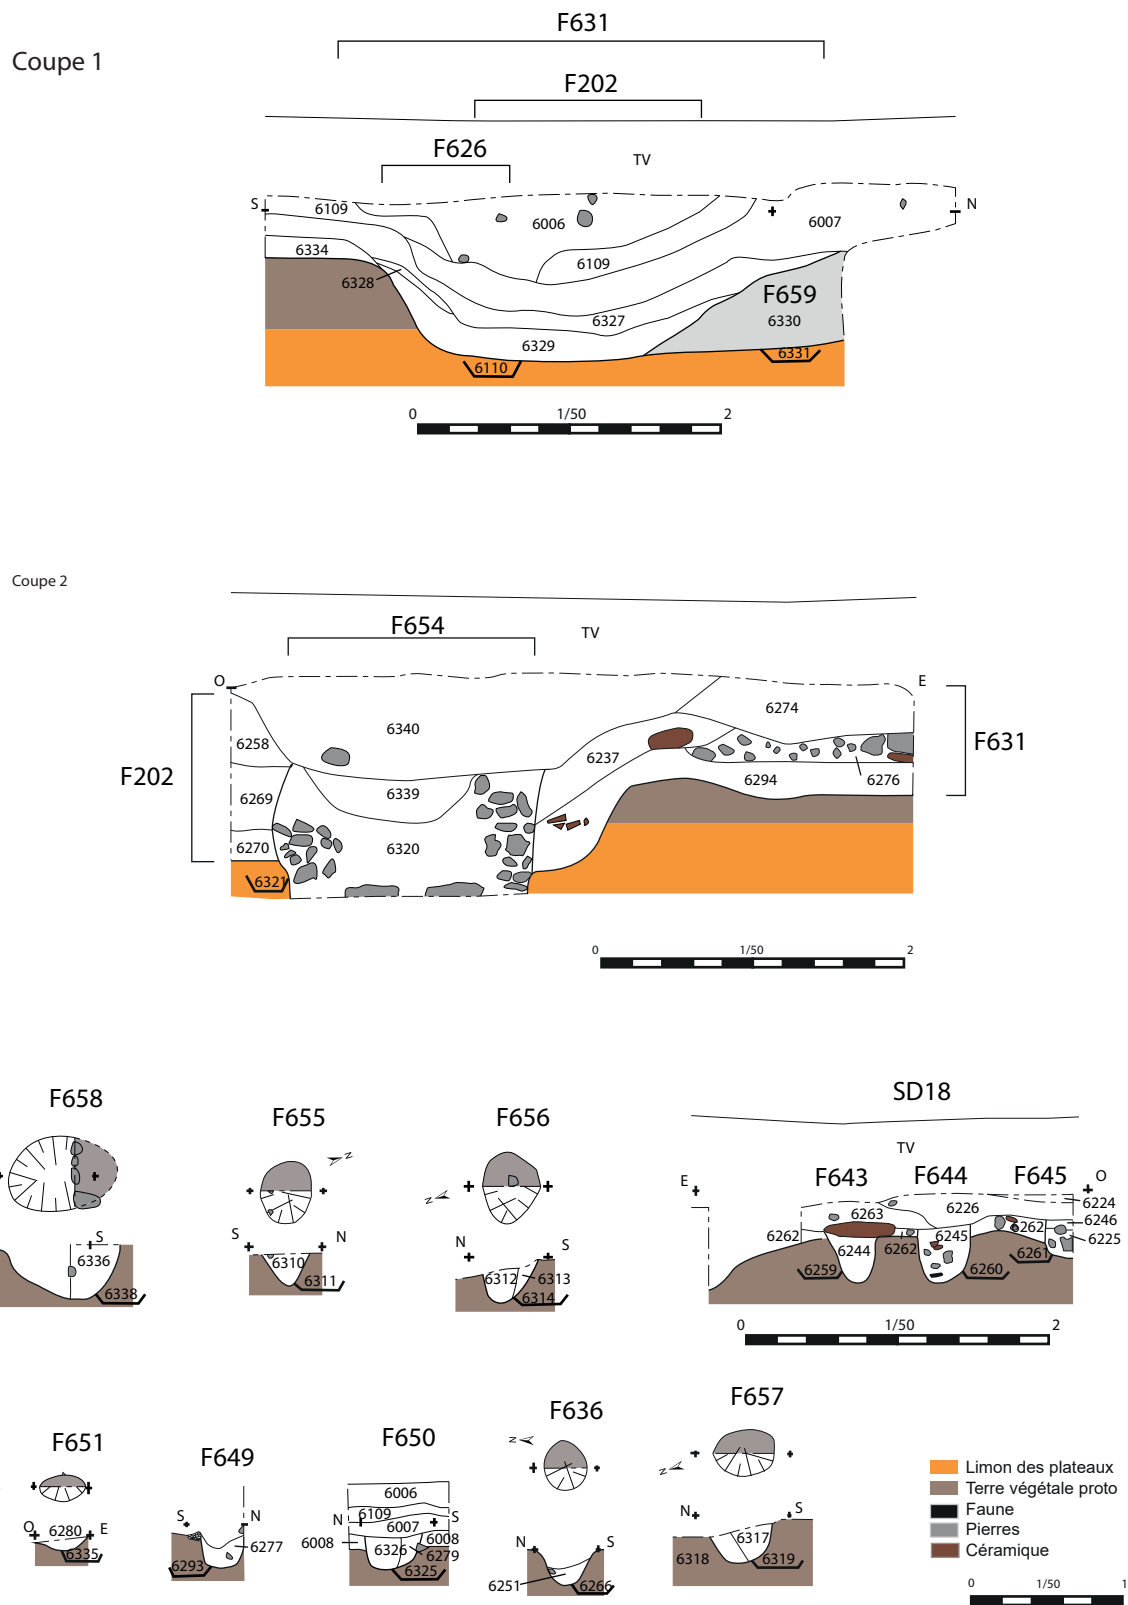 F631
Coupe 1
F202
F626
TV
S
N
6109
6006
6007
6334
6109
6328
F659
6327
6330
6329
6331
6110
0 1/50 2
Coupe 2
F654
TV
O
E
6274
6340
6258
6237
F631
F202
6294
6276
6269
6339
6270
6320
6321
0 1/50 2
F658
F655
F656
SD18
N
N
TV
F643
F644
F645
E
O
S
6336
6338
S
N
6310
6311
N
S
6312
6313
6314
6263
6226
6224
6262
6262
6246
6244
6262
6245
6225
6259
6260
6261
0 1/50 2
F651
F649
F650
F636
F657
N
N
O
6280
E
6335
S
N
6277
6293
6006
6109
N
S
6007
6008
6008
6326
6279
6325
N
S
6251
6266
N
S
6317
6318
6319
Limon des plateaux
Terre végétale proto
Faune
Pierres
Céramique
0 1/50 1